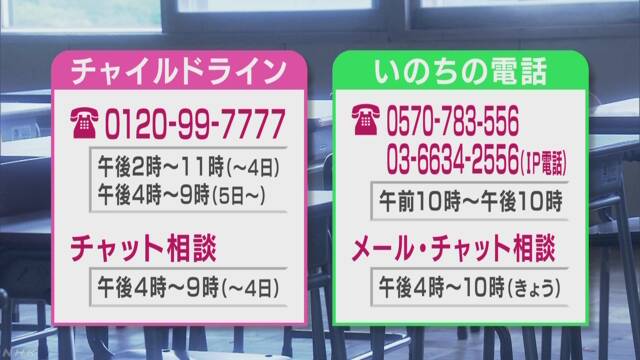 チャイルドライン
0120-99-7777
午後2時～11時(～4日)
午後4時～9時(5日～)
チャット相談
午後4時～9時(～4日)
いのちの電話
0570-783-556
03-6634-2556(IP電話)
午前10時～午後10時
メール・チャット相談
午後4時～10時(きょう)
NHK